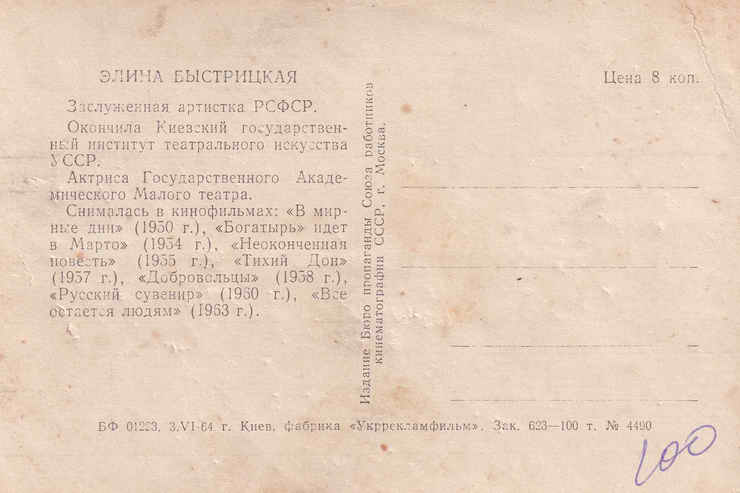 ЭЛИНА БЫСТРИЦКАЯ
Заслуженная артистка РСФСР.
Окончила Киевский государствен-
ный институт театрального искусства
УССР.
Актриса Государственного Акаде-
мического Малого театра.
Снималась в кинофильмах: «В мир-
ные дни» (1950 г.), «Богатырь» идет
в Марто» (1954 г.), «Неоконченная
повесть» (1955 г.), «Тихий Дон»
(1957 г.), «Добровольцы» (1958 г.),
«Русский сувенир» (1960 г.), «Все
остается людям» (1963 г.).
Издание Бюро пропаганды Союза работников
кинематографии СССР, г. Москва.
Цена 8 коп.
БФ 01223, 3.VI-64 г. Киев, фабрика «Укррекламфильм», Зак. 623—100 т. № 4490
100